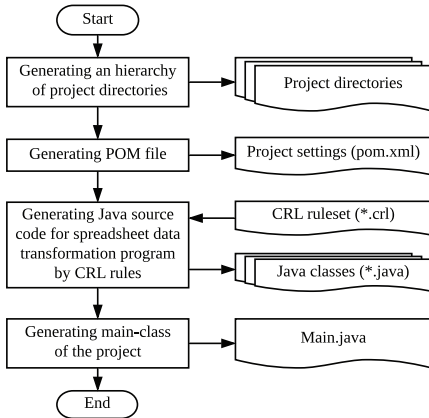 Start
Generating an hierarchy
of project directories
Project directories
Generating POM file
Project settings (pom.xml)
Generating Java source
code for spreadsheet data
transformation program
by CRL rules
CRL ruleset (*.crl)
Java classes (*.java)
Generating main-class
of the project
Main.java
End